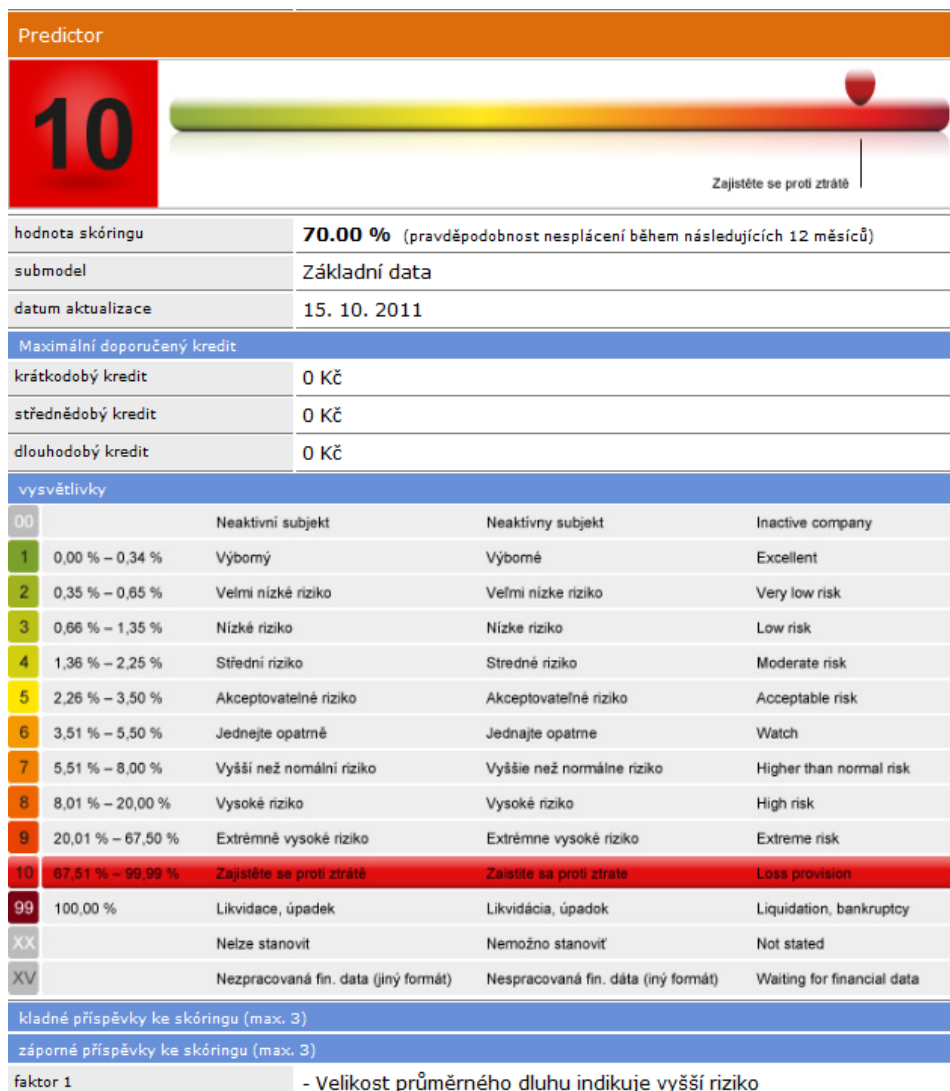 Predictor
10
Zajistěte se proti ztrátě
hodnota skóringu 70.00 % (pravděpodobnost nesplácení během následujících 12 měsíců)
submodel Základní data
datum aktualizace 15. 10. 2011
Maximální doporučený kredit
krátkodobý kredit 0 Kč
střednědobý kredit 0 Kč
dlouhodobý kredit 0 Kč
vysvětlivky
00 Neaktivní subjekt Neaktívny subjekt Inactive company
1 0,00 % – 0,34 % Výborný Výborné Excellent
2 0,35 % – 0,65 % Velmi nízké riziko Veľmi nízke riziko Very low risk
3 0,66 % – 1,35 % Nízké riziko Nízke riziko Low risk
4 1,36 % – 2,25 % Střední riziko Stredné riziko Moderate risk
5 2,26 % – 3,50 % Akceptovatelné riziko Akceptovateľné riziko Acceptable risk
6 3,51 % – 5,50 % Jednejte opatrně Jednajte opatrne Watch
7 5,51 % – 8,00 % Vyšší než nomální riziko Vyššie než normálne riziko Higher than normal risk
8 8,01 % – 20,00 % Vysoké riziko Vysoké riziko High risk
9 20,01 % – 67,50 % Extrémně vysoké riziko Extrémne vysoké riziko Extreme risk
10 67,51 % – 99,99 % Zajistěte se proti ztrátě Zaistite sa proti ztrate Loss provision
99 100,00 % Likvidace, úpadek Likvidácia, úpadok Liquidation, bankruptcy
XX Nelze stanovit Nemožno stanoviť Not stated
XV Nezpracovaná fin. data (jiný formát) Nespracovaná fin. dáta (iný formát) Waiting for financial data
kladné příspěvky ke skóringu (max. 3)
záporné příspěvky ke skóringu (max. 3)
faktor 1 - Velikost průměrného dluhu indikuje vyšší riziko